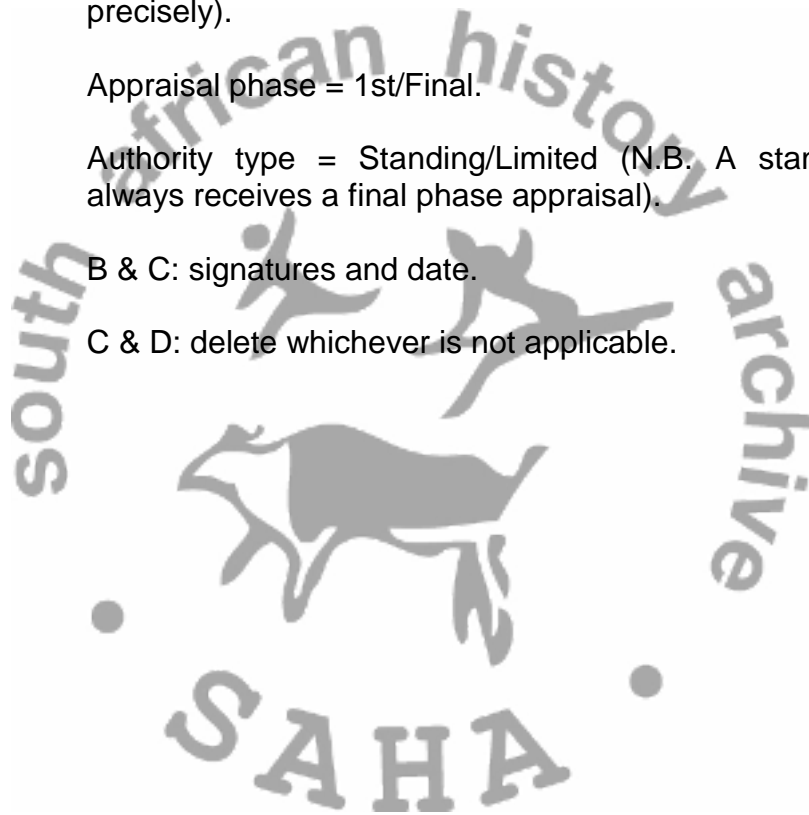 precisely).
Appraisal phase = 1st/Final.
Authority type = Standing/Limited (N.B. A
always receives a final phase appraisal).
B & C: signatures and date.
C & D: delete whichever is not applicable.
south african history archive
SAHA